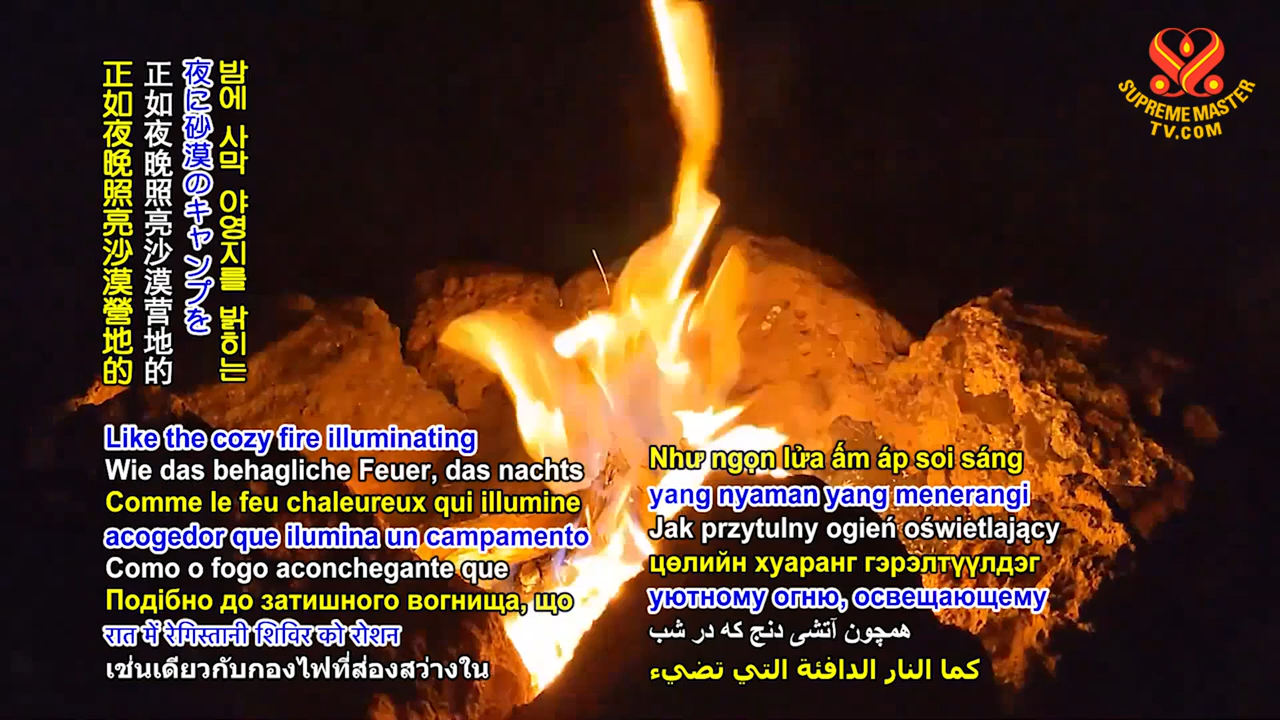 正如夜晚照亮沙漠營地的
正如夜晚照亮沙漠营地的
夜に砂漠のキャンプを
밤에 사막 야영지를 밝히는
SUPREME MASTER
TV.COM
Like the cozy fire illuminating
Wie das behagliche Feuer, das nachts
Comme le feu chaleureux qui illumine
acogedor que ilumina un campamento
Como o fogo aconchegante que
Подібно до затишного вогнища, що
रात में रेगिस्तानी शिविर को रोशन
เช่นเดียวกับกองไฟที่ส่องสว่างใน
Như ngọn lửa ấm áp soi sáng
yang nyaman yang menerangi
Jak przytulny ogień oświetlający
цөлийн хуаранг гэрэлтүүлдэг
уютному огню, освещающему
همچون آتشی دنج که در شب
كما النار الدافئة التي تضيء